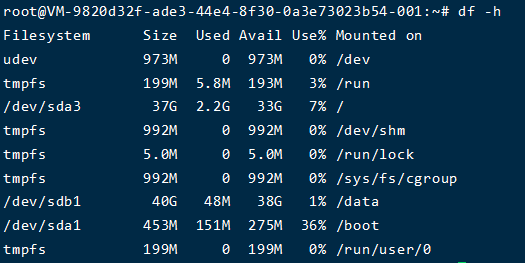 root@VM-9820d32f-ade3-44e4-8f30-0a3e73023b54-001:~# df -h
Filesystem      Size  Used Avail Use% Mounted on
udev            973M     0  973M   0% /dev
tmpfs           199M  5.8M  193M   3% /run
/dev/sda3        37G  2.2G   33G   7% /
tmpfs           992M     0  992M   0% /dev/shm
tmpfs           5.0M     0  5.0M   0% /run/lock
tmpfs           992M     0  992M   0% /sys/fs/cgroup
/dev/sdb1        40G   48M   38G   1% /data
/dev/sda1       453M  151M  275M  36% /boot
tmpfs           199M     0  199M   0% /run/user/0